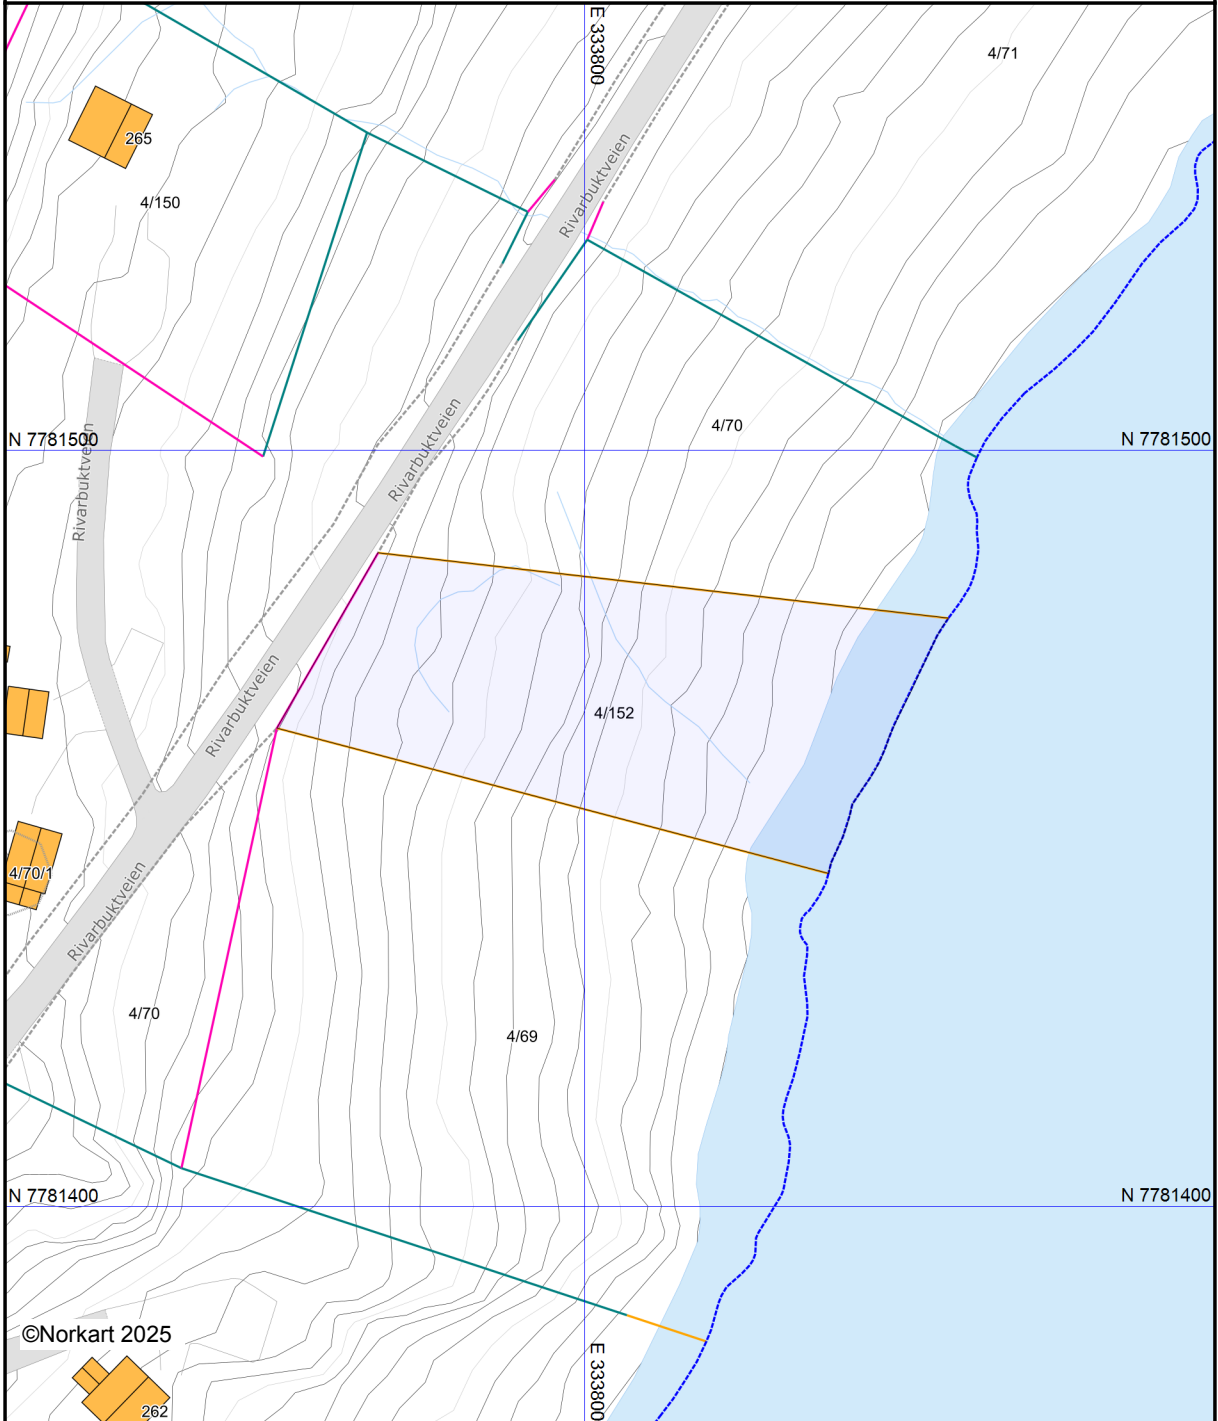 E 333800
4/71
265
Rivarbuktveien
4/150
4/70
Rivarbuktveien
N 7781500
N 7781500
Rivarbuktveien
Rivarbuktveien
4/152
4/70/1
Rivarbuktveien
4/70
4/69
N 7781400
N 7781400
©Norkart 2025
E 333800
262